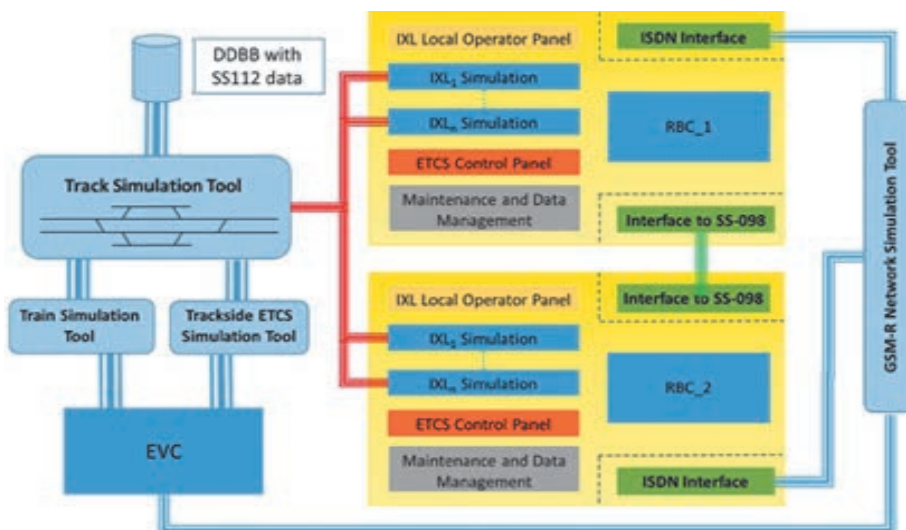 DDBB with
SS112 data
Track Simulation Tool
Train Simulation
Tool
Trackside ETCS
Simulation Tool
EVC
IXL Local Operator Panel
IXL1 Simulation
IXLn Simulation
ETCS Control Panel
Maintenance and Data
Management
ISDN Interface
RBC_1
Interface to SS-098
IXL Local Operator Panel
IXL1 Simulation
IXLn Simulation
ETCS Control Panel
Maintenance and Data
Management
Interface to SS-098
RBC_2
ISDN Interface
GSM-R Network Simulation Tool